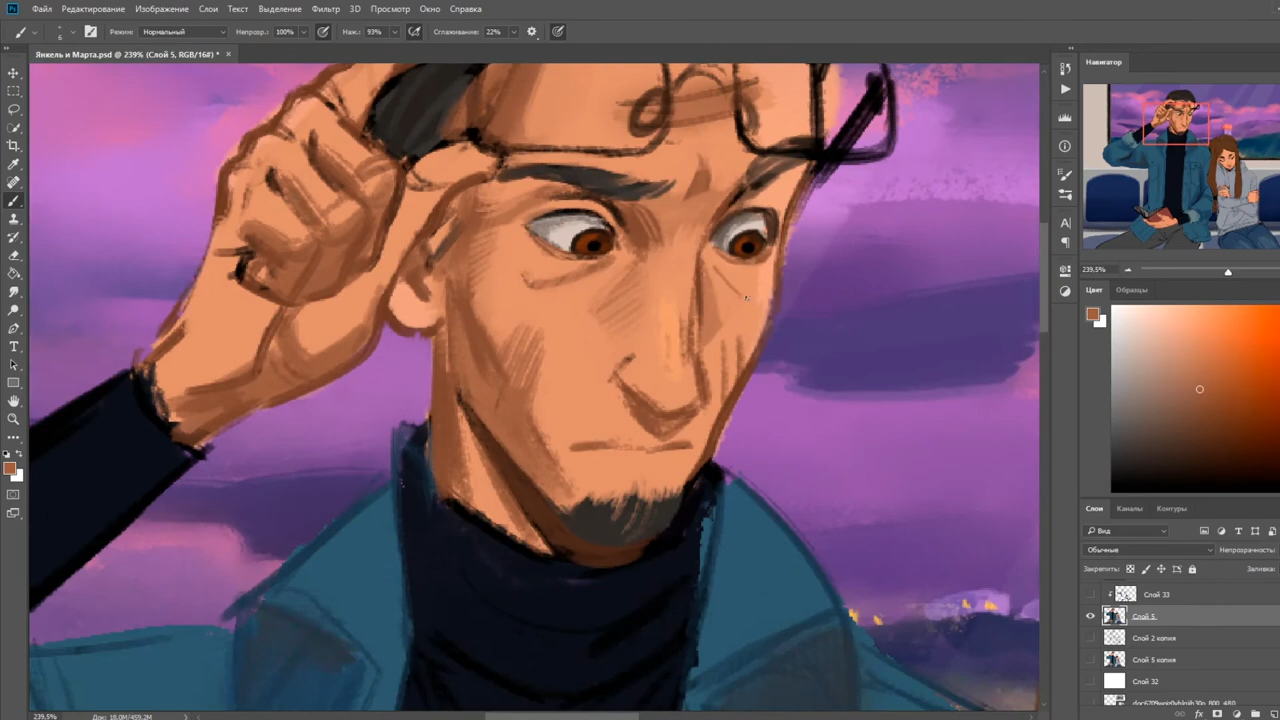 Ps Файл Редактирование Изображение Слои Текст Выделение Фильтр 3D Просмотр Окно Справка
6 Режим: Нормальный Непрозр.: 100% Наж.: 93% Сглаживание: 22%
Янкель и Марта.psd @ 239% (Слой 5, RGB/16#) * ×
Навигатор
239,5%
Цвет Образцы
Слои Каналы Контуры
Вид
Обычные Непрозрачность
Закрепить: Заливка:
Слой 33
Слой 5
Слой 2 копия
Слой 5 копия
Слой 32
239,5% Док: 18,0M/459,2M